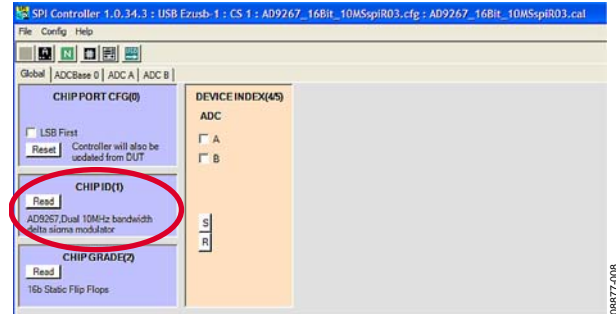 SPI Controller 1.0.34.3 : USB Ezusb-1 : CS 1 : AD9267_16Bit_10MSspiR03.cfg : AD9267_16Bit_10MSspiR03.cal
File Config Help
N
Global ADCBase 0 ADC A ADC B
CHIP PORT CFG(0)
LSB First
Reset
Controller will also be
updated from DUT
CHIP ID(1)
Read
AD9267,Dual 10MHz bandwidth
delta sigma modulator
CHIP GRADE(2)
Read
16b Static Flip Flops
DEVICE INDEX(4/5)
ADC
A
B
S
R
08877-008